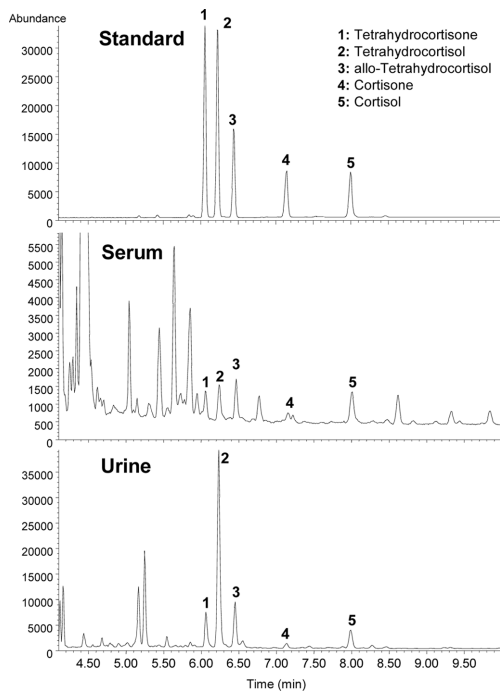 Abundance
Standard
1: Tetrahydrocortisone
2: Tetrahydrocortisol
3: allo-Tetrahydrocortisol
4: Cortisone
5: Cortisol
1 2
3
4 5
30000
25000
20000
15000
10000
5000
0
Serum
5500
5000
4500
4000
3500
3000
2500
2000
1500
1000
500
0
1 2 3
4
5
Urine
2
35000
30000
25000
20000
15000
10000
5000
0
1 3
4 5
4.50 5.00 5.50 6.00 6.50 7.00 7.50 8.00 8.50 9.00 9.50
Time (min)